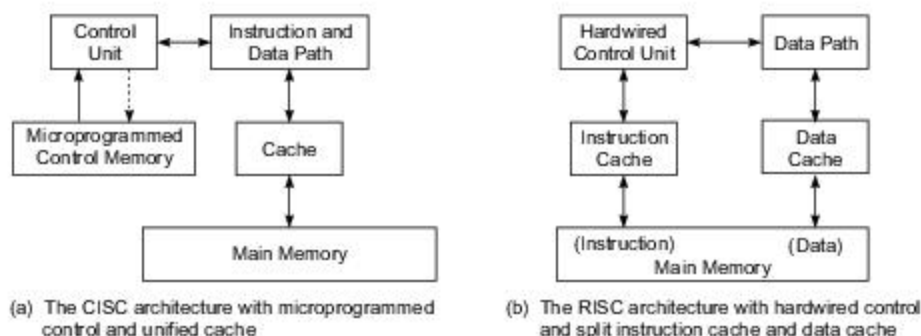 Control
Unit
Instruction and
Data Path
Microprogrammed
Control Memory
Cache
Main Memory
(a) The CISC architecture with microprogrammed
control and unified cache
Hardwired
Control Unit
Data Path
Instruction
Cache
Data
Cache
(Instruction) (Data)
Main Memory
(b) The RISC architecture with hardwired control
and split instruction cache and data cache